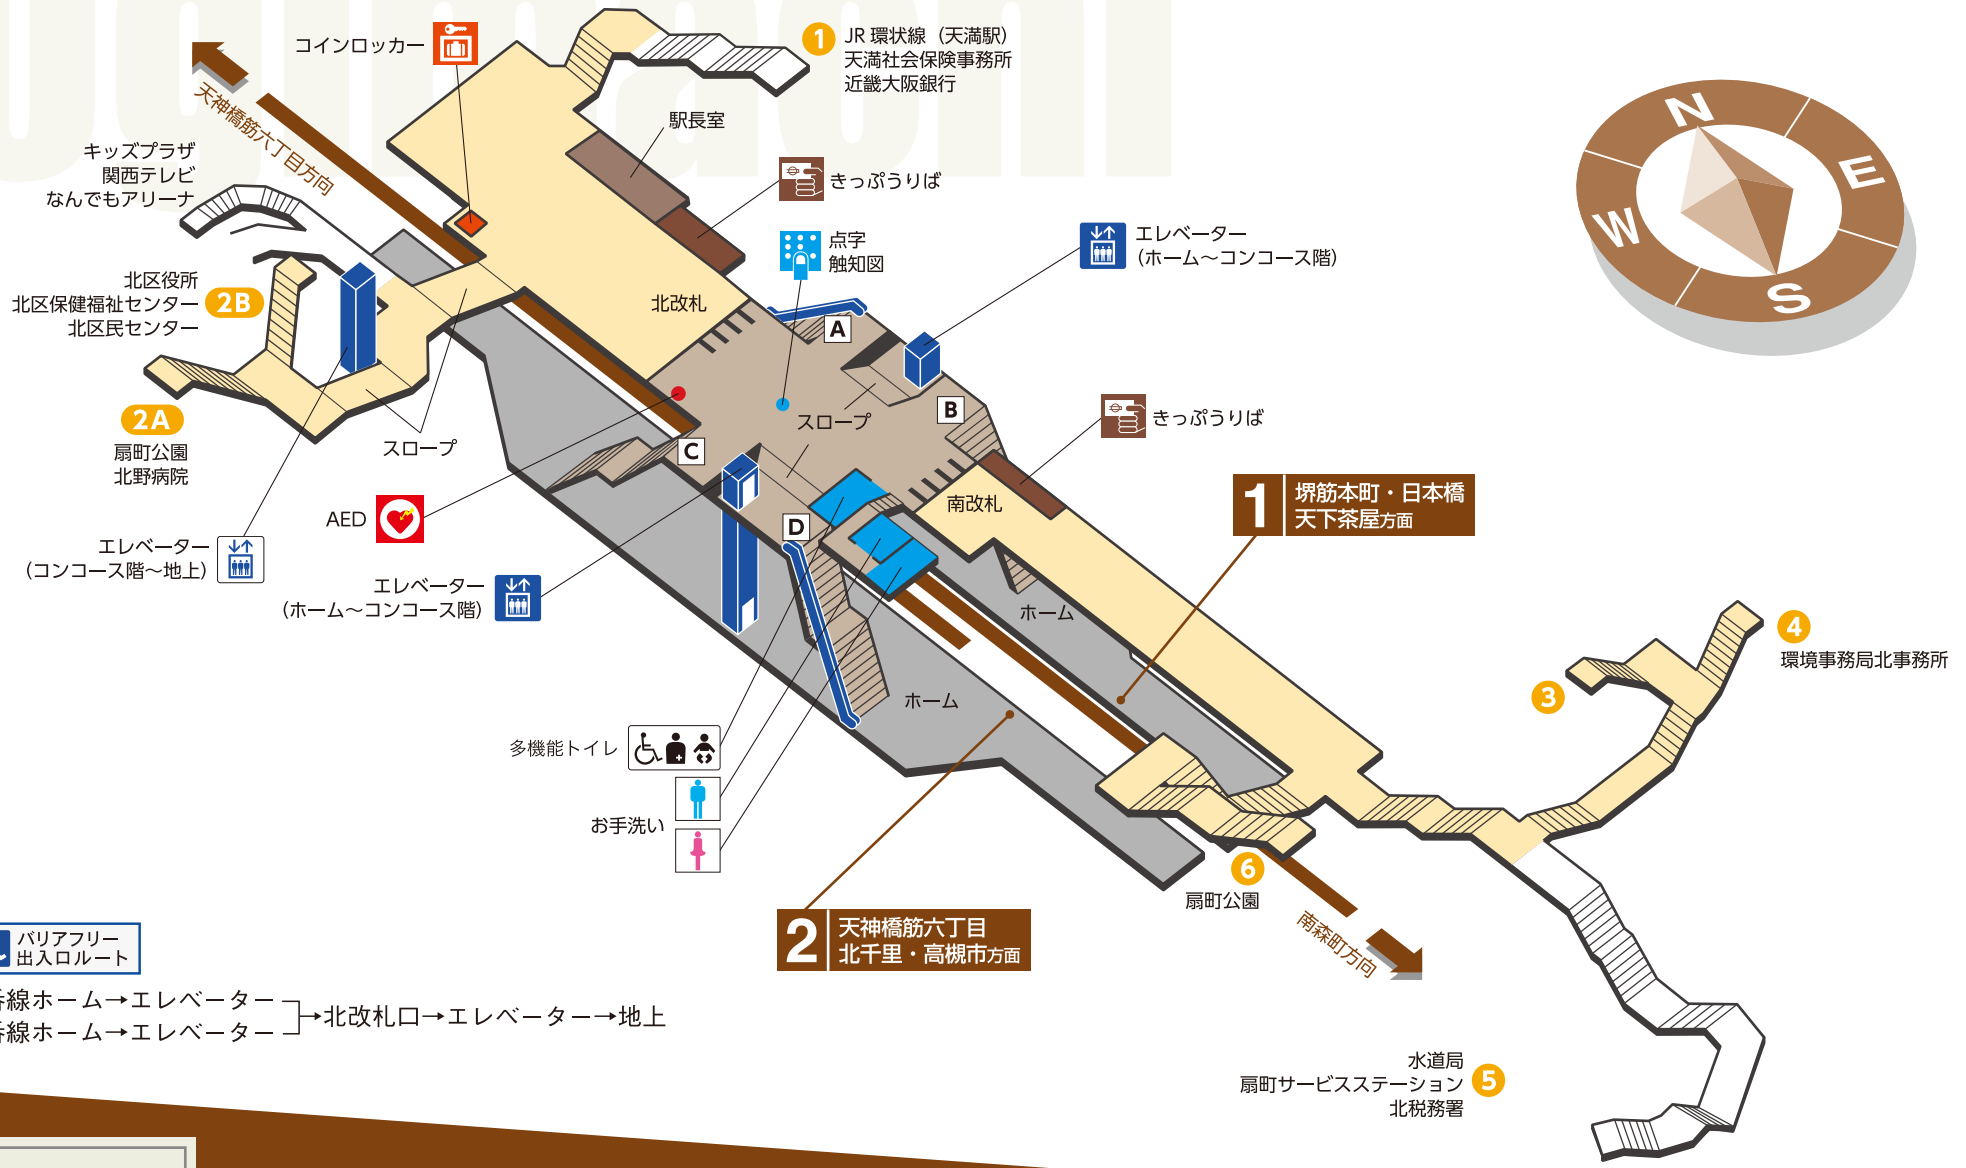 コインロッカー
1
JR 環状線（天満駅）
天満社会保険事務所
近畿大阪銀行
天神橋筋六丁目方向
駅長室
キッズプラザ
関西テレビ
なんでもアリーナ
きっぷうりば
点字
触知図
エレベーター
（ホーム～コンコース階）
N
E
S
W
北区役所
北区保健福祉センター
北区民センター
2B
北改札
A
2A
扇町公園
北野病院
スロープ
スロープ
B
きっぷうりば
C
AED
南改札
D
1
堺筋本町・日本橋
天下茶屋方面
エレベーター
（コンコース階～地上）
エレベーター
（ホーム～コンコース階）
ホーム
ホーム
4
環境事務局北事務所
3
多機能トイレ
お手洗い
6
扇町公園
2
天神橋筋六丁目
北千里・高槻市方面
南森町方向
バリアフリー
出入口ルート
線ホーム→エレベーター
線ホーム→エレベーター
→北改札口→エレベーター→地上
水道局
扇町サービスステーション
北税務署
5